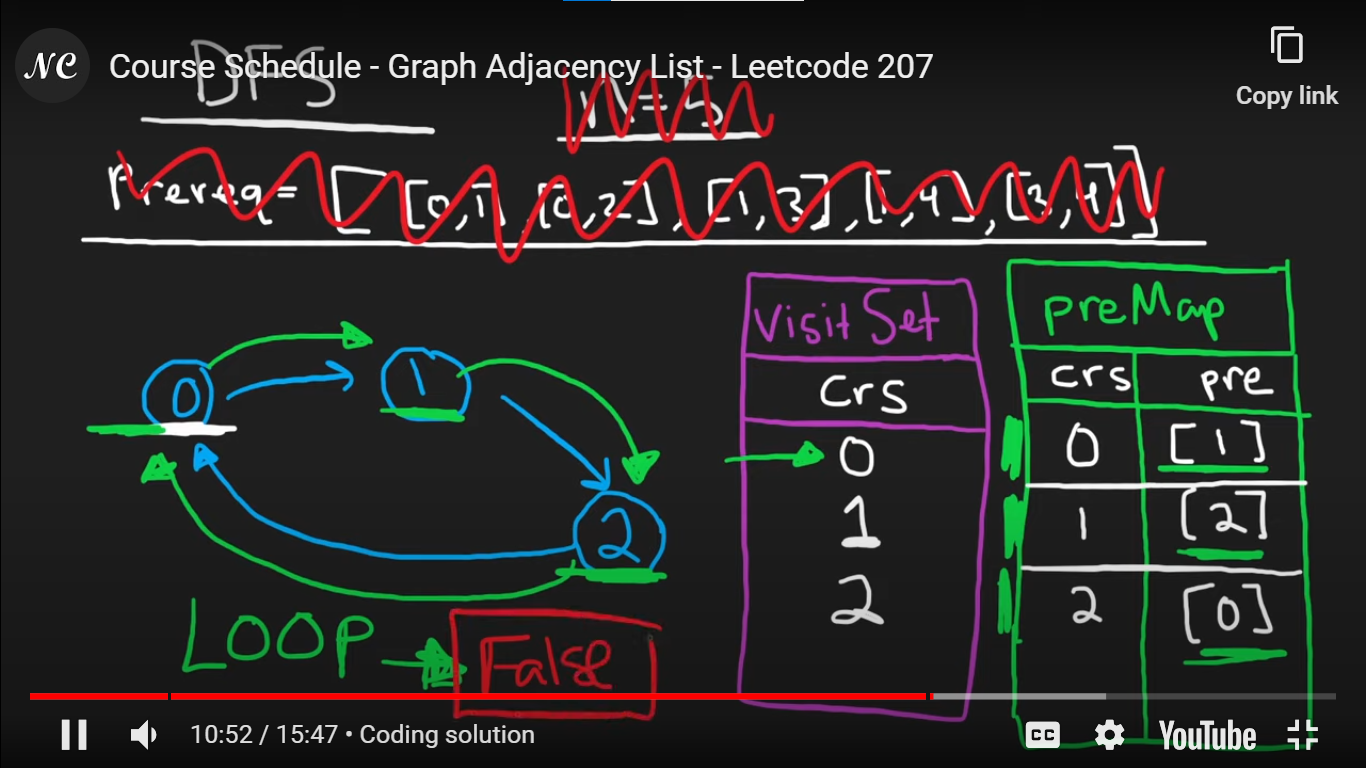 NC Course Schedule - Graph Adjacency List - Leetcode 207
Copy link
DFS
n = 5
Prereq = [[0,1], [0,2], [1,3], [1,4], [3,4]]
Visit Set
preMap
crs
crs pre
0 1
0
0 [1]
1
1 [2]
2
2
2 [0]
LOOP
False
10:52 / 15:47 • Coding solution
CC
YouTube